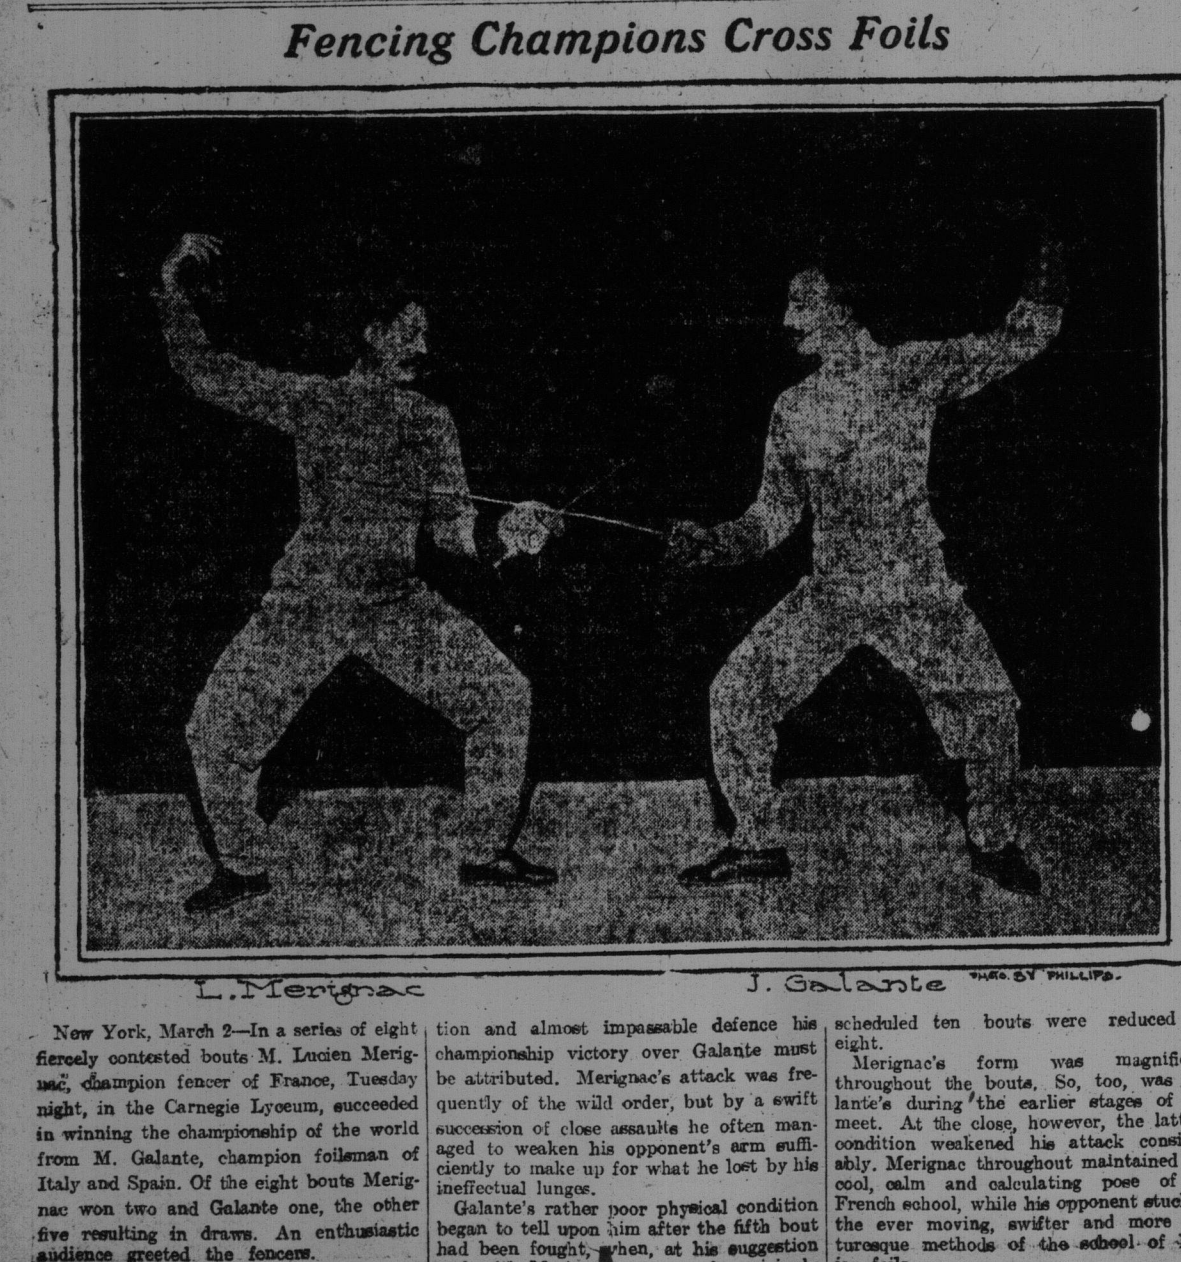 Fencing Champions Cross Foils
L. Merignac
J. Galante
PHOTO. BY PHILLIPS.
New York, March 2—In a series of eight
fiercely contested bouts M. Lucien Merig-
nac, champion fencer of France, Tuesday
night, in the Carnegie Lyceum, succeeded
in winning the championship of the world
from M. Galante, champion foilsman of
Italy and Spain. Of the eight bouts Merig-
nac won two and Galante one, the other
five resulting in draws. An enthusiastic
audience greeted the fencers.
tion and almost impassable defence his
championship victory over Galante must
be attributed. Merignac's attack was fre-
quently of the wild order, but by a swift
succession of close assaults he often man-
aged to weaken his opponent's arm suffi-
ciently to make up for what he lost by his
ineffectual lunges.
Galante's rather poor physical condition
began to tell upon him after the fifth bout
had been fought, when, at his suggestion
scheduled ten bouts were reduced
eight.
Merignac's form was magnifi
throughout the bouts. So, too, was
lante's during the earlier stages of
meet. At the close, however, the latt
condition weakened his attack consi
ably. Merignac throughout maintained
cool, calm and calculating pose of
French school, while his opponent stuc
the ever moving, swifter and more
turesque methods of the school of